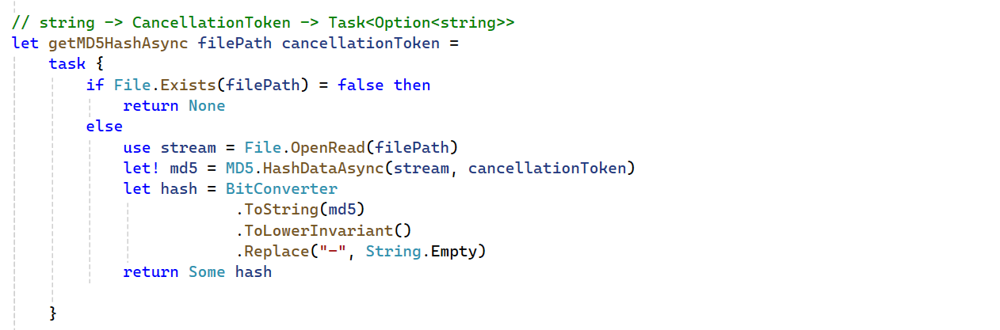 // string -> CancellationToken -> Task<Option<string>>
let getMD5HashAsync filePath cancellationToken =
    task {
        if File.Exists(filePath) = false then
            return None
        else
            use stream = File.OpenRead(filePath)
            let! md5 = MD5.HashDataAsync(stream, cancellationToken)
            let hash = BitConverter
                        .ToString(md5)
                        .ToLowerInvariant()
                        .Replace("-", String.Empty)
            return Some hash
    }